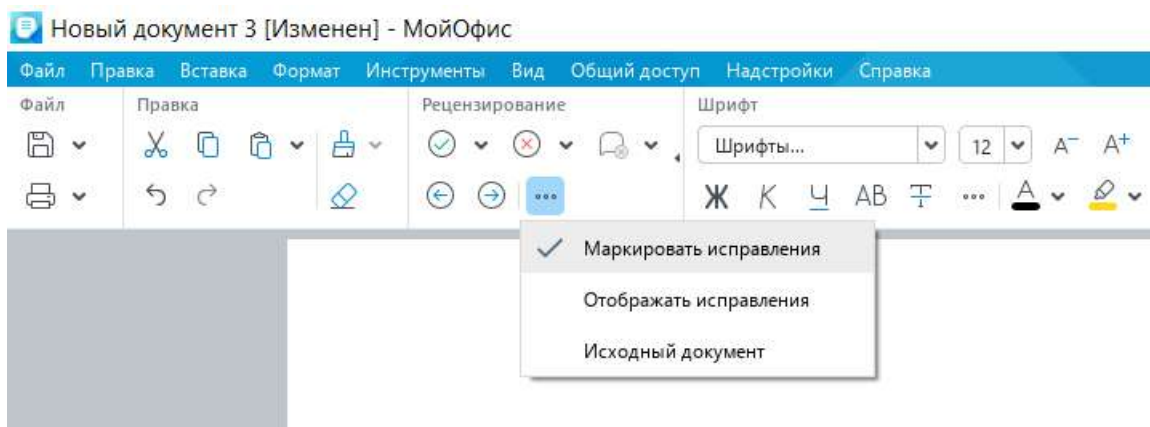 Новый документ 3 [Изменен] - МойОфис
Файл Правка Вставка Формат Инструменты Вид Общий доступ Надстройки Справка
Файл Правка Рецензирование Шрифт
Шрифты... 12 A⁻ A⁺
Ж К Ч АВ Т ... А
Маркировать исправления
Отображать исправления
Исходный документ